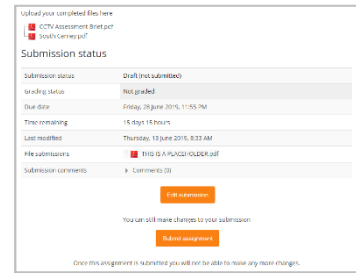 Upload your completed files here
CCTV Assessment Brief.pdf
South Cerney.pdf
Submission status
Submission status Draft (not submitted)
Grading status Not graded
Due date Friday, 28 June 2019, 11:55 PM
Time remaining 15 days 15 hours
Last modified Thursday, 13 June 2019, 8:33 AM
File submissions THIS IS A PLACEHOLDER.pdf
Submission comments Comments (0)
Edit submission
You can still make changes to your submission
Submit assignment
Once this assignment is submitted you will not be able to make any more changes.